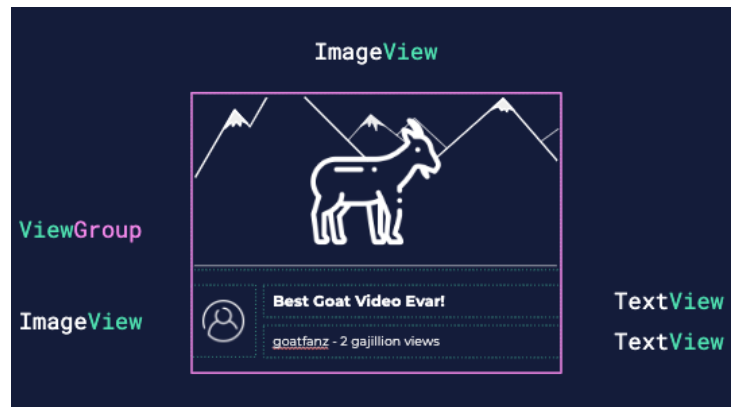 ImageView
ViewGroup
ImageView
Best Goat Video Evar!
goatfanz - 2 gajillion views
TextView
TextView